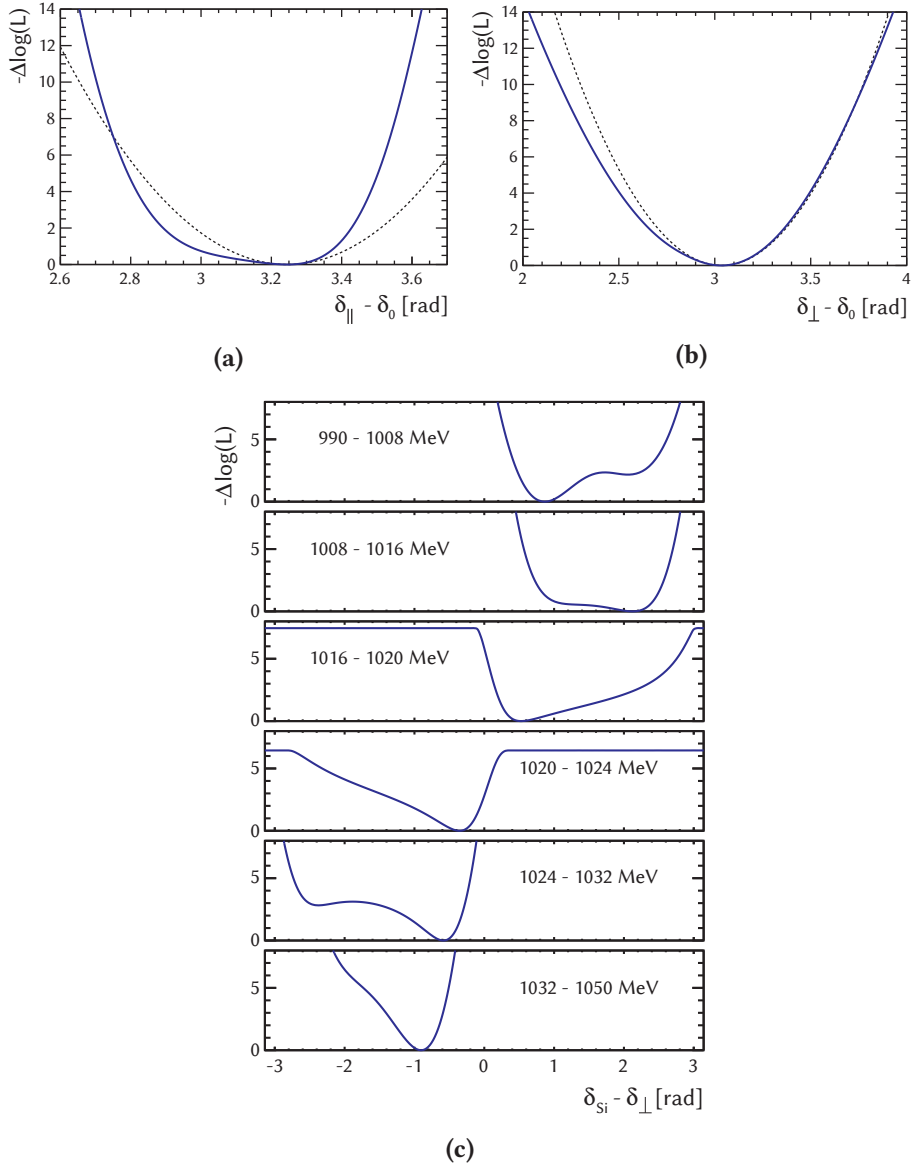 -Δlog(L)
14
12
10
8
6
4
2
0
2.6 2.8 3 3.2 3.4 3.6
δ|| - δ0 [rad]
(a)
-Δlog(L)
14
12
10
8
6
4
2
0
2 2.5 3 3.5 4
δ⊥ - δ0 [rad]
(b)
-Δlog(L)
5
0
990 - 1008 MeV
5
0
1008 - 1016 MeV
5
0
1016 - 1020 MeV
5
0
1020 - 1024 MeV
5
0
1024 - 1032 MeV
5
0
1032 - 1050 MeV
-3 -2 -1 0 1 2 3
δSi - δ⊥ [rad]
(c)